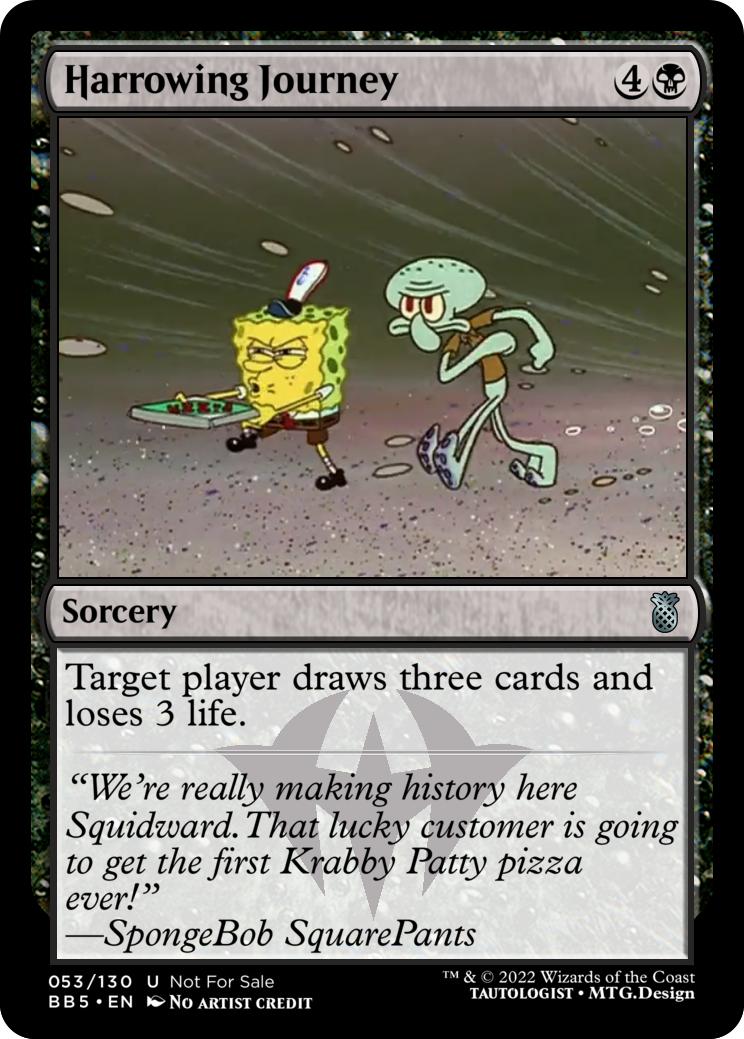 Harrowing Journey 4
Sorcery
Target player draws three cards and
loses 3 life.
“We’re really making history here
Squidward. That lucky customer is going
to get the first Krabby Patty pizza
ever!”
—SpongeBob SquarePants
053/130 U Not For Sale
BB5 • EN No artist credit
™ & © 2022 Wizards of the Coast
TAUTOLOGIST • MTG.Design